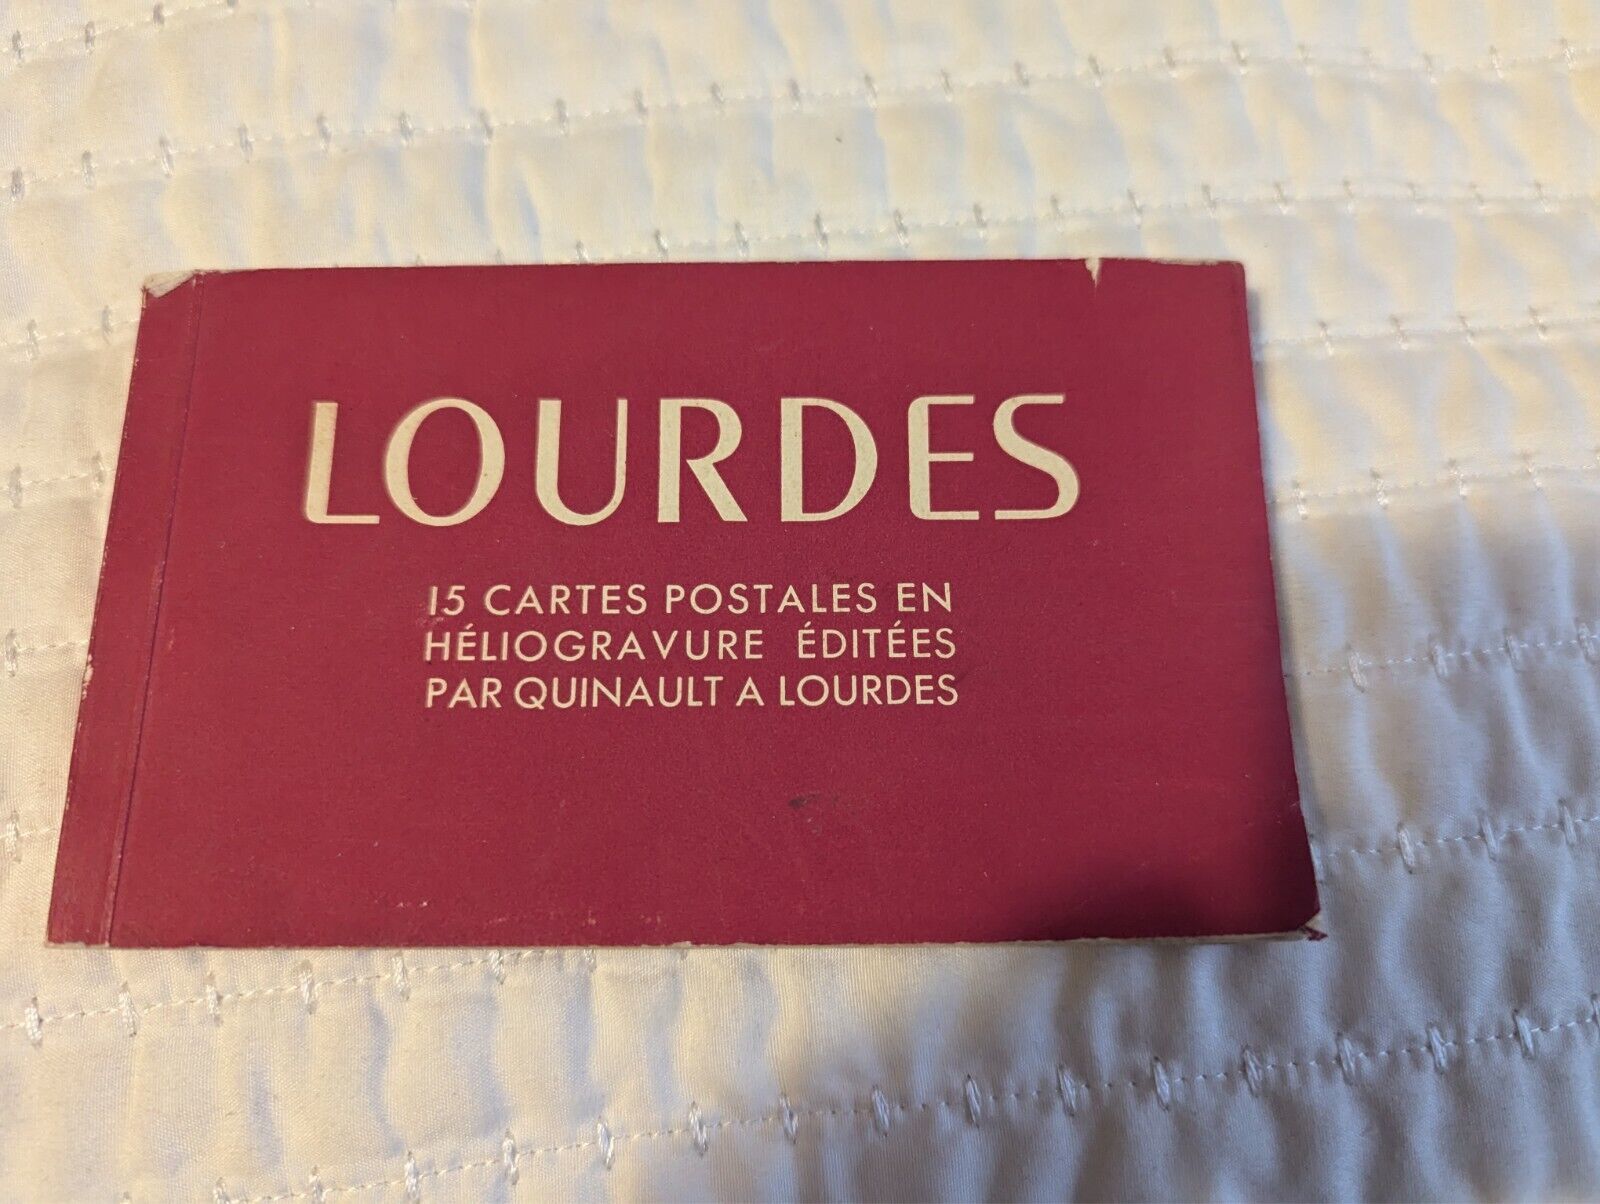 LOURDES
15 CARTES POSTALES EN
HÉLIOGRAVURE ÉDITÉES
PAR QUINAULT A LOURDES